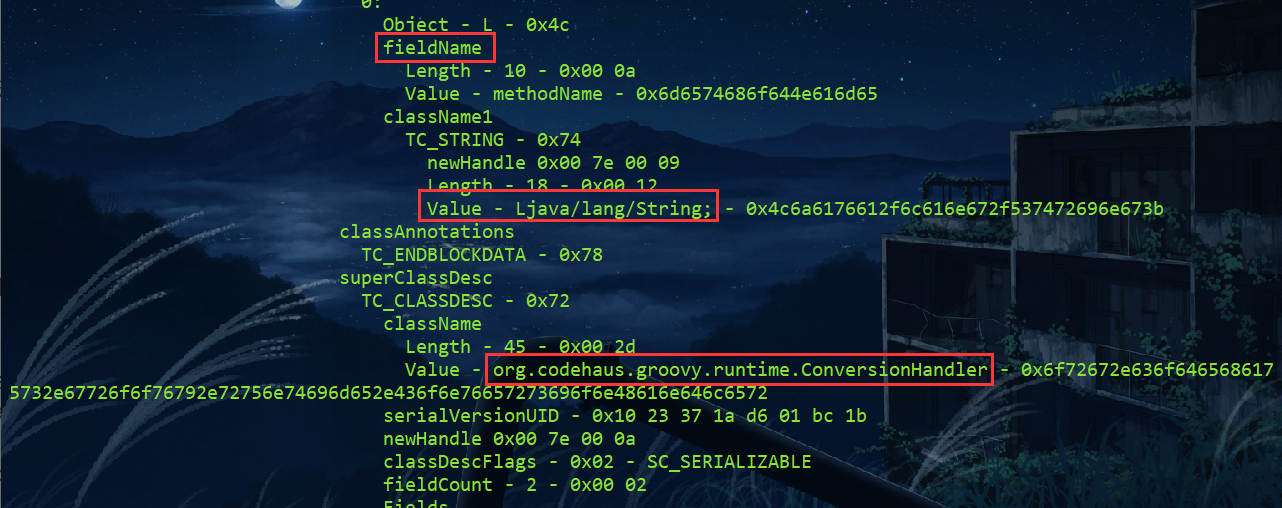 0:
Object - L - 0x4c
fieldName
Length - 10 - 0x00 0a
Value - methodName - 0x6d6574686f644e616d65
className1
TC_STRING - 0x74
newHandle 0x00 7e 00 09
Length - 18 - 0x00 12
Value - Ljava/lang/String; - 0x4c6a6176612f6c616e672f537472696e673b
classAnnotations
TC_ENDBLOCKDATA - 0x78
superClassDesc
TC_CLASSDESC - 0x72
className
Length - 45 - 0x00 2d
Value - org.codehaus.groovy.runtime.ConversionHandler - 0x6f72672e636f646568617
5732e67726f6f76792e72756e74696d652e436f6e76657273696f6e48616e646c6572
serialVersionUID - 0x10 23 37 1a d6 01 bc 1b
newHandle 0x00 7e 00 0a
classDescFlags - 0x02 - SC_SERIALIZABLE
fieldCount - 2 - 0x00 02
Fields